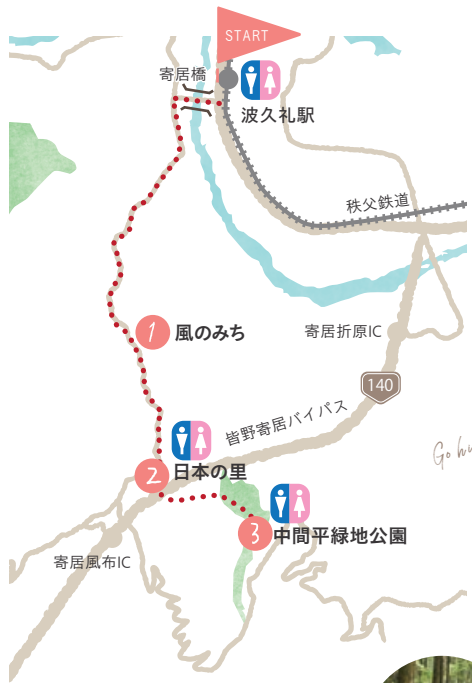 START
寄居橋
波久礼駅
秩父鉄道
1 風のみち
寄居折原IC
140
皆野寄居バイパス
Go hu
2 日本の里
3 中間平緑地公園
寄居風布IC